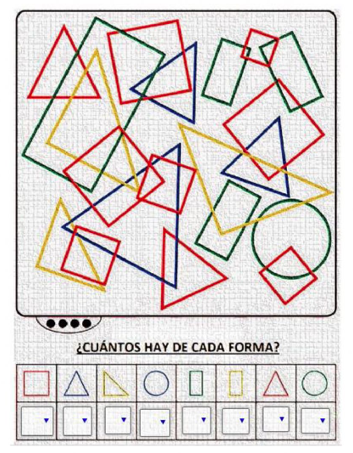 ¿CUÁNTOS HAY DE CADA FORMA?